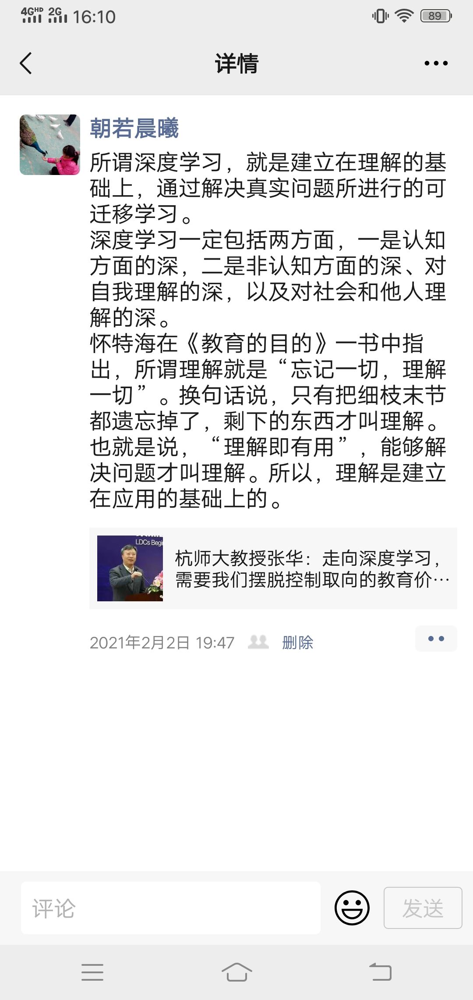 4GHD 2G 16:10 89
详情
朝若晨曦
所谓深度学习，就是建立在理解的基
础上，通过解决真实问题所进行的可
迁移学习。
深度学习一定包括两方面，一是认知
方面的深，二是非认知方面的深、对
自我理解的深，以及对社会和他人理
解的深。
怀特海在《教育的目的》一书中指
出，所谓理解就是“忘记一切，理解
一切”。换句话说，只有把细枝末节
都遗忘掉了，剩下的东西才叫理解。
也就是说，“理解即有用”，能够解
决问题才叫理解。所以，理解是建立
在应用的基础上的。
LDCs Begi
杭师大教授张华：走向深度学习，
需要我们摆脱控制取向的教育价…
2021年2月2日 19:47 删除
评论
发送